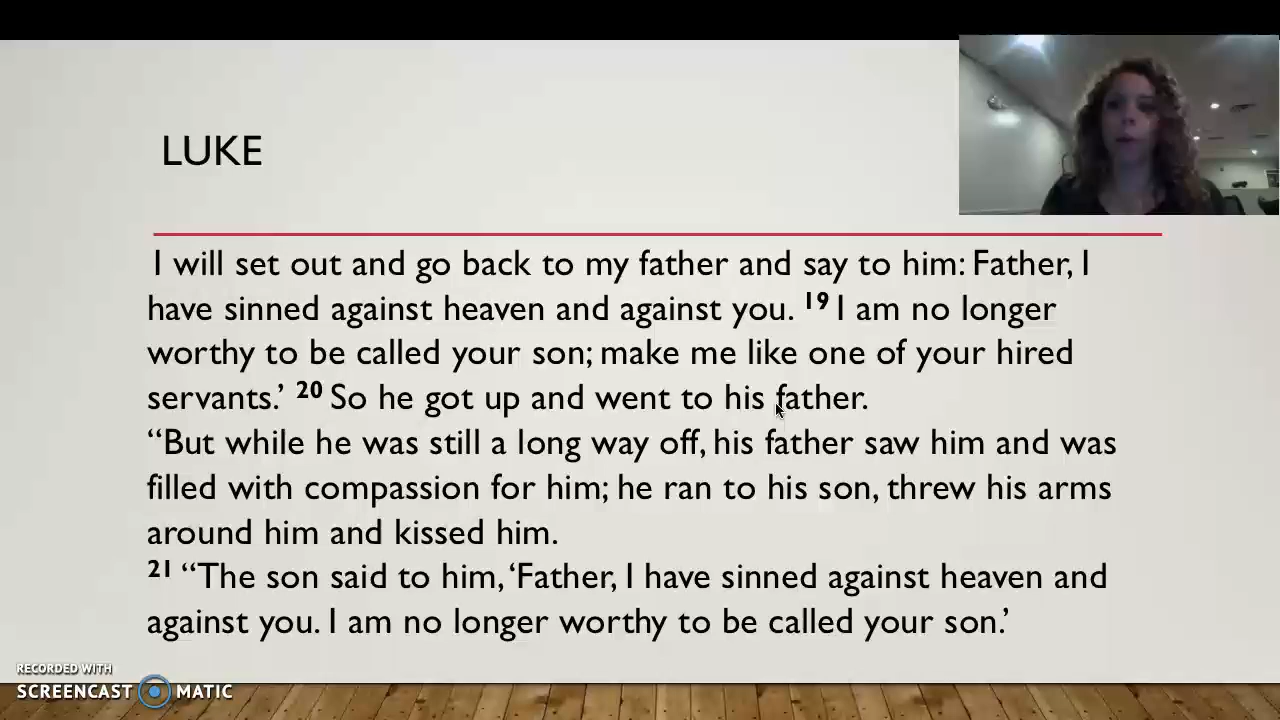 LUKE
I will set out and go back to my father and say to him: Father, I
have sinned against heaven and against you. 19 I am no longer
worthy to be called your son; make me like one of your hired
servants.’ 20 So he got up and went to his father.
“But while he was still a long way off, his father saw him and was
filled with compassion for him; he ran to his son, threw his arms
around him and kissed him.
21 “The son said to him, ‘Father, I have sinned against heaven and
against you. I am no longer worthy to be called your son.’
RECORDED WITH
SCREENCAST MATIC